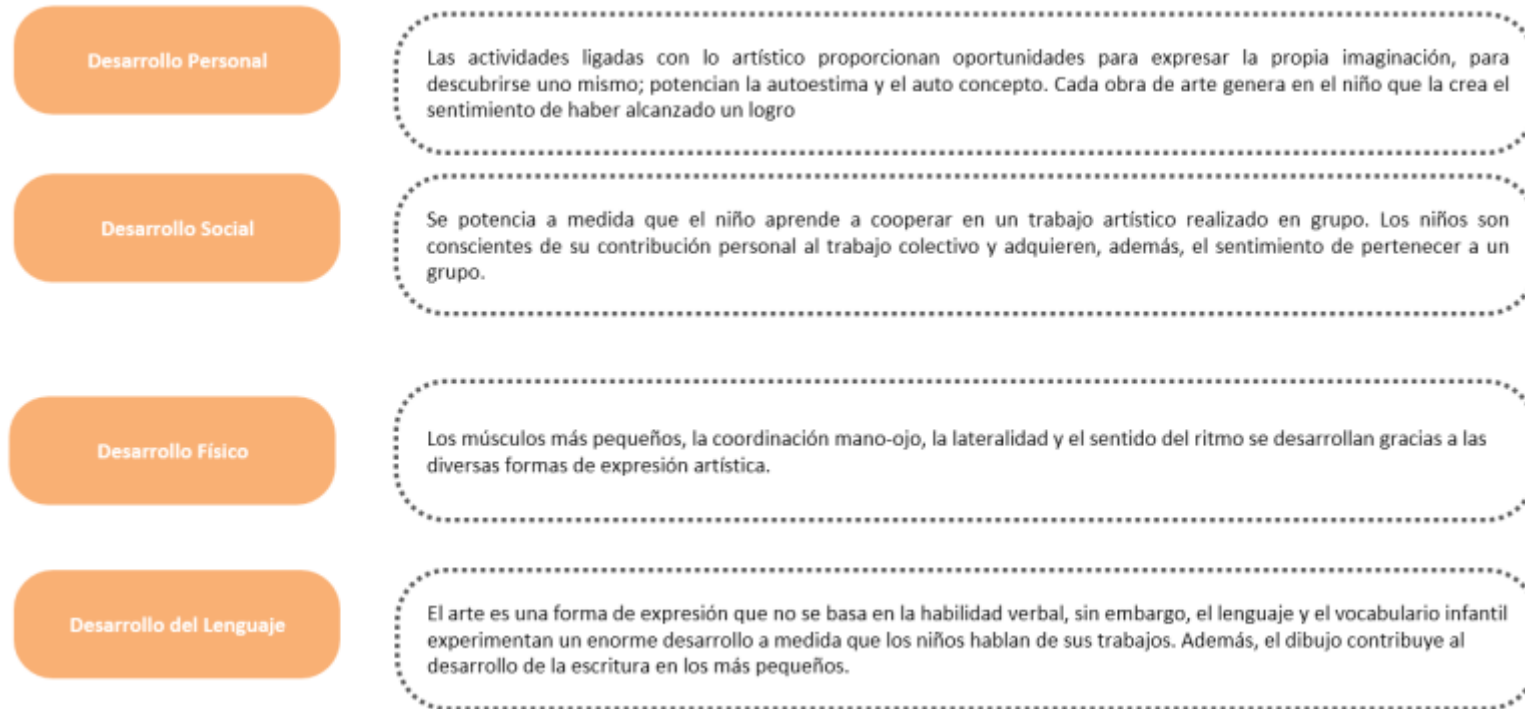 Desarrollo Personal
Las actividades ligadas con lo artístico proporcionan oportunidades para expresar la propia imaginación, para
descubrirse uno mismo; potencian la autoestima y el auto concepto. Cada obra de arte genera en el niño que la crea el
sentimiento de haber alcanzado un logro
Desarrollo Social
Se potencia a medida que el niño aprende a cooperar en un trabajo artístico realizado en grupo. Los niños son
conscientes de su contribución personal al trabajo colectivo y adquieren, además, el sentimiento de pertenecer a un
grupo.
Desarrollo Físico
Los músculos más pequeños, la coordinación mano-ojo, la lateralidad y el sentido del ritmo se desarrollan gracias a las
diversas formas de expresión artística.
Desarrollo del Lenguaje
El arte es una forma de expresión que no se basa en la habilidad verbal, sin embargo, el lenguaje y el vocabulario infantil
experimentan un enorme desarrollo a medida que los niños hablan de sus trabajos. Además, el dibujo contribuye al
desarrollo de la escritura en los más pequeños.